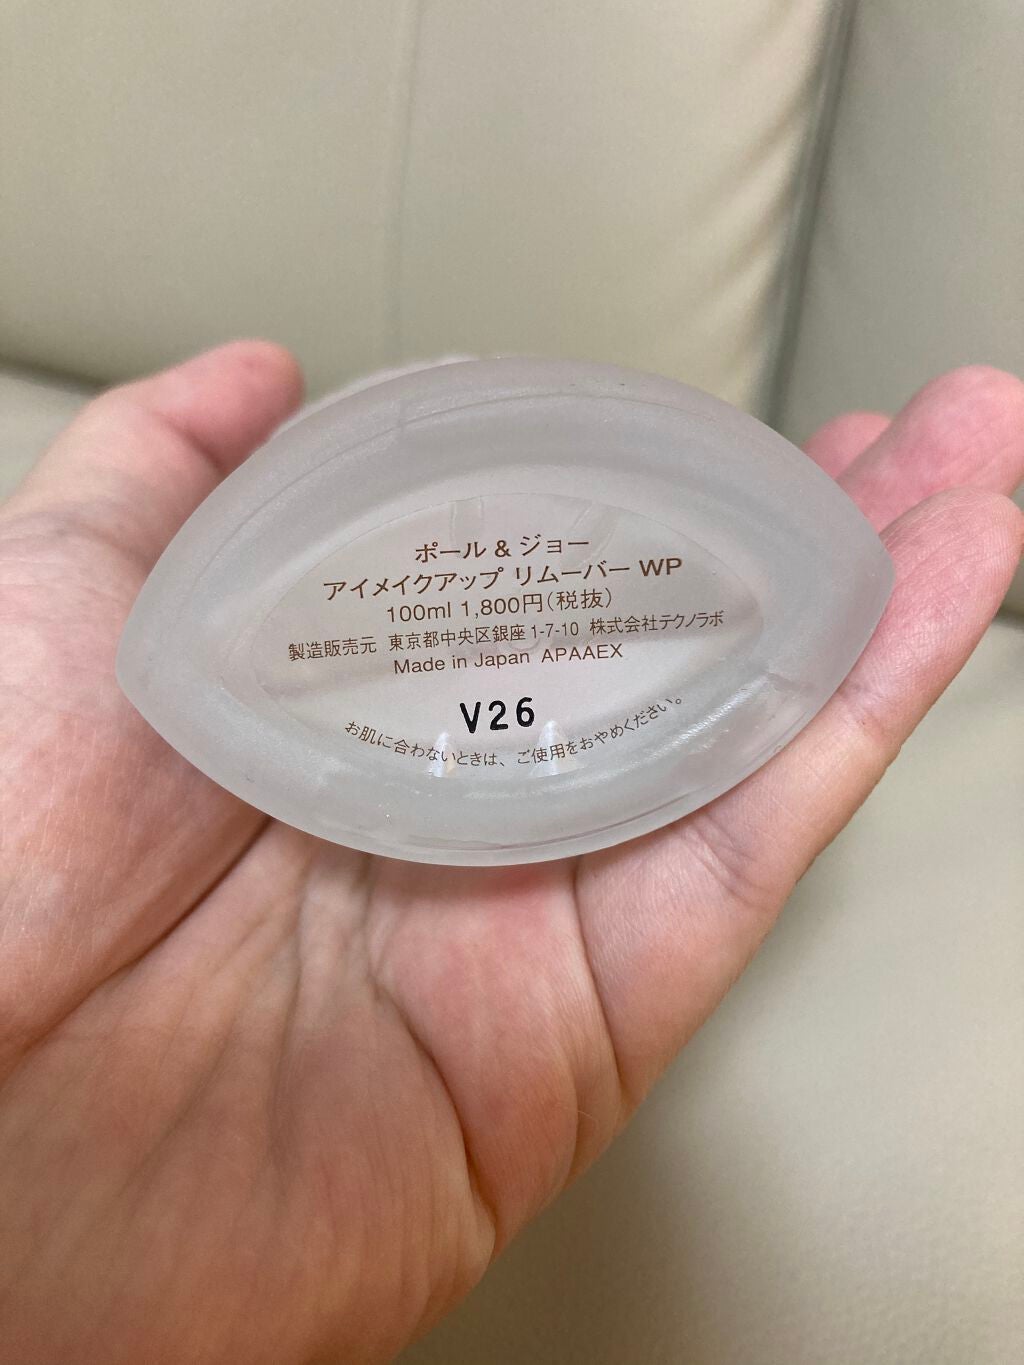 ポール & ジョー
アイメイクアップ リムーバー WP
100ml 1,800円(税抜)
製造販売元 東京都中央区銀座1-7-10 株式会社テクノラボ
Made in Japan APAAEX
V26
お肌に合わないときは、ご使用をおやめください。